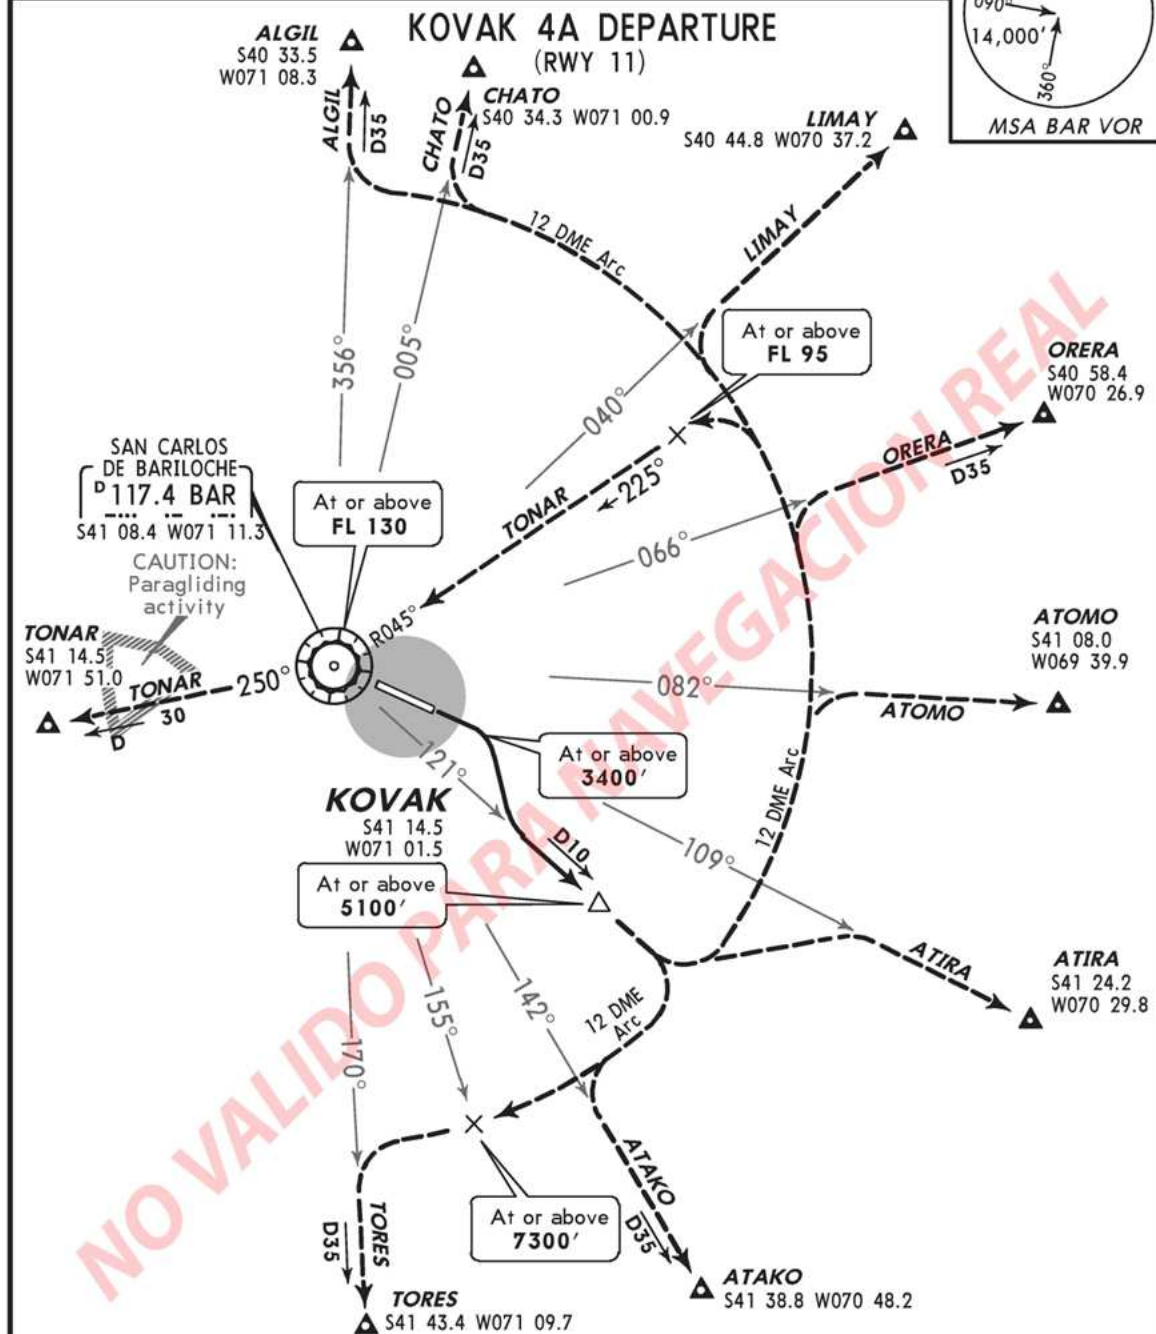 KOVAK 4A DEPARTURE
(RWY 11)
090°
14,000'
360°
MSA BAR VOR
ALGIL
S40 33.5
W071 08.3
ALGIL
D35
CHATO
S40 34.3 W071 00.9
CHATO
D35
LIMAY
S40 44.8 W070 37.2
LIMAY
12 DME Arc
356°
005°
040°
At or above
FL 95
ORERA
S40 58.4
W070 26.9
ORERA
D35
066°
SAN CARLOS
DE BARILOCHE
D 117.4 BAR
S41 08.4 W071 11.3
At or above
FL 130
TONAR
225°
R045°
CAUTION:
Paragliding
activity
TONAR
S41 14.5
W071 51.0
TONAR
250°
30
D
ATOMO
S41 08.0
W069 39.9
ATOMO
082°
At or above
3400'
121°
KOVAK
S41 14.5
W071 01.5
D10
At or above
5100'
12 DME Arc
109°
ATIRA
ATIRA
S41 24.2
W070 29.8
12 DME
Arc
142°
155°
170°
At or above
7300'
ATAKO
D35
ATAKO
S41 38.8 W070 48.2
TORES
D35
TORES
S41 43.4 W071 09.7
NO VALIDO PARA NAVEGACION REAL